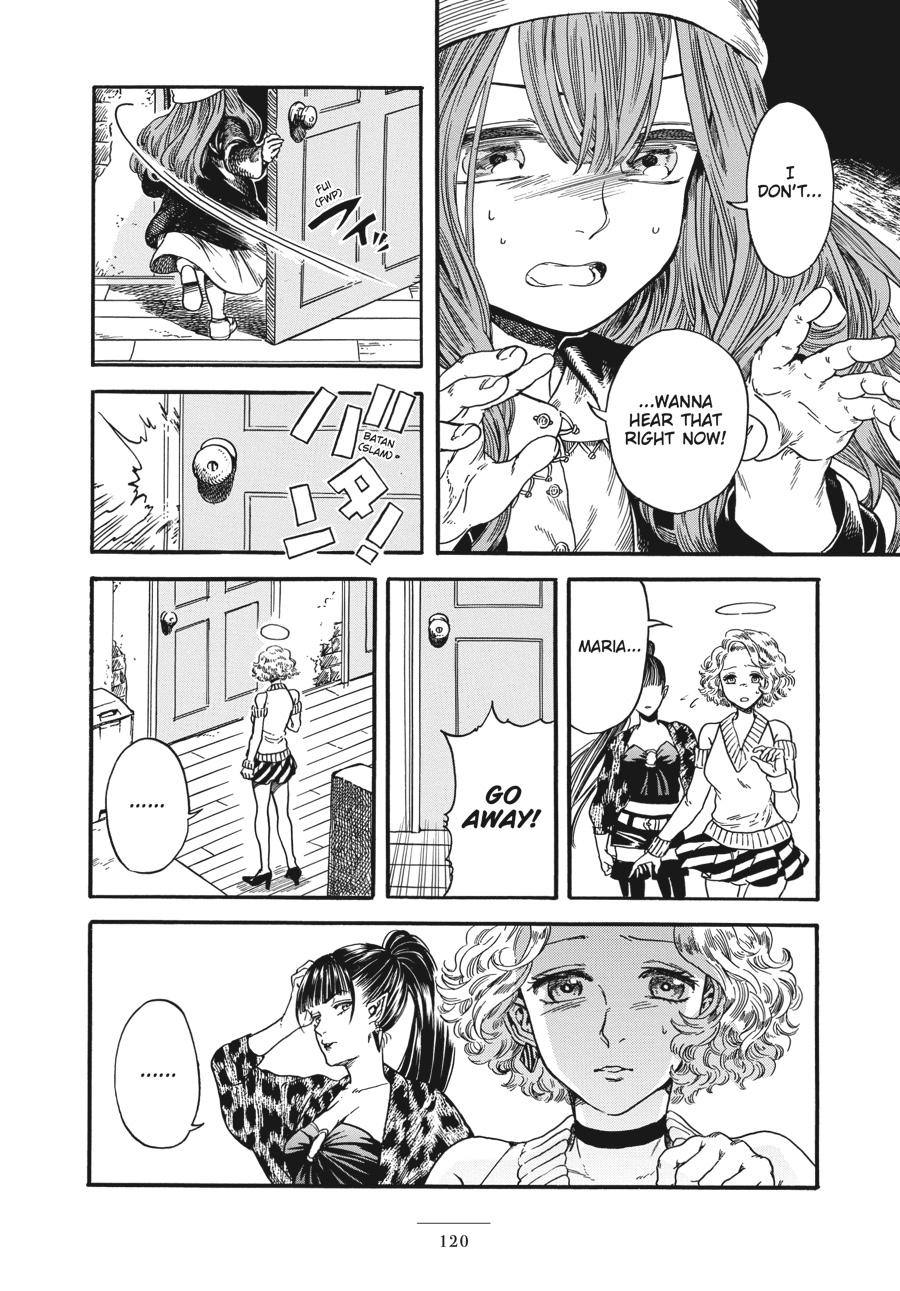 I
DON'T...
...WANNA
HEAR THAT
RIGHT NOW!
FUI
(FWP)
フイッ
BATAN
(SLAM)
バタン!
MARIA...
GO
AWAY!
......
......
120